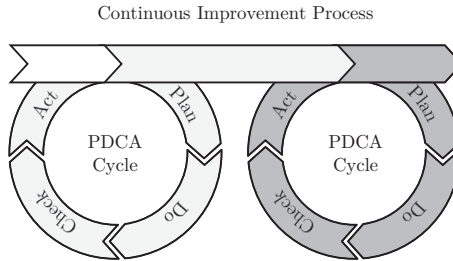 Continuous Improvement Process
Act
Plan
PDCA
Cycle
Check
Do
Act
Plan
PDCA
Cycle
Check
Do